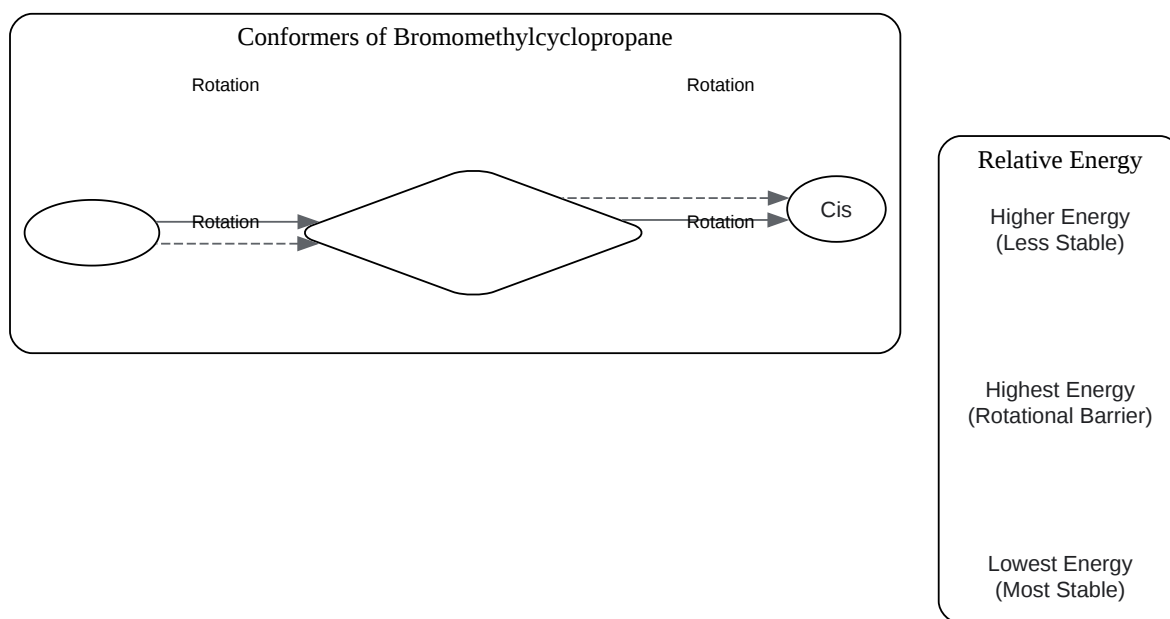 Conformers of Bromomethylcyclopropane
Rotation
Rotation
Rotation
Rotation
Cis
Relative Energy
Higher Energy
(Less Stable)
Highest Energy
(Rotational Barrier)
Lowest Energy
(Most Stable)